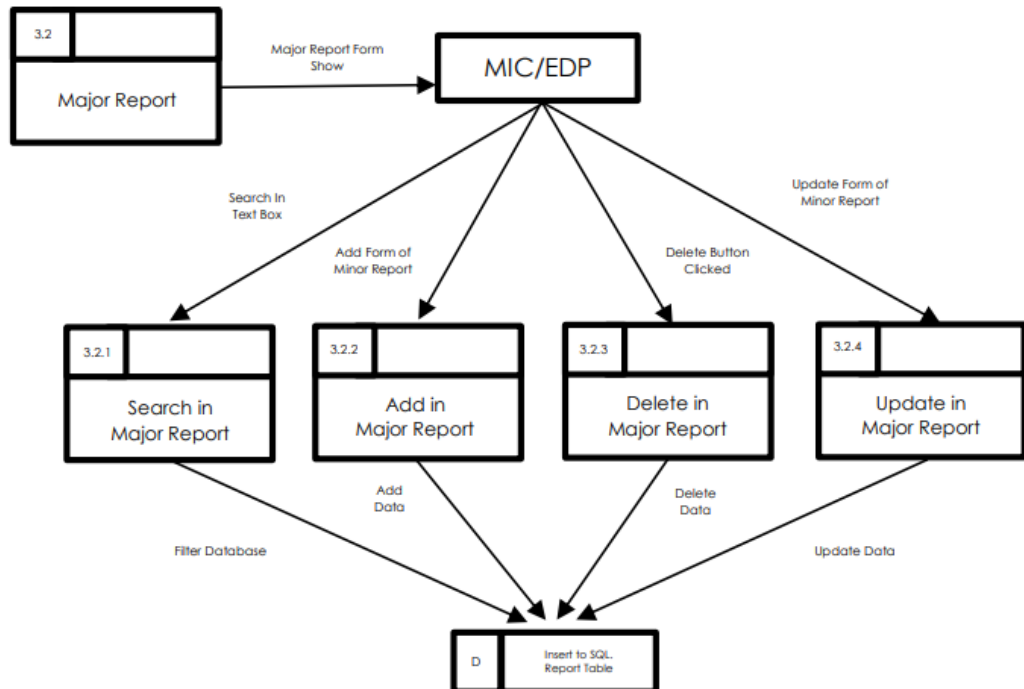 3.2
Major Report
Major Report Form
Show
MIC/EDP
Search In
Text Box
Add Form of
Minor Report
Delete Button
Clicked
Update Form of
Minor Report
3.2.1
Search in
Major Report
3.2.2
Add in
Major Report
3.2.3
Delete in
Major Report
3.2.4
Update in
Major Report
Filter Database
Add
Data
Delete
Data
Update Data
D
Insert to SQL.
Report Table